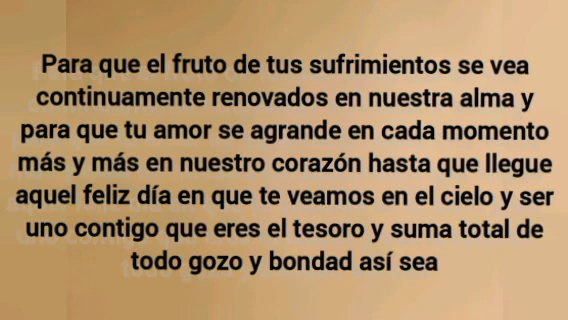 Para que el fruto de tus sufrimientos se vea
continuamente renovados en nuestra alma y
para que tu amor se agrande en cada momento
más y más en nuestro corazón hasta que llegue
aquel feliz día en que te veamos en el cielo y ser
uno contigo que eres el tesoro y suma total de
todo gozo y bondad así sea